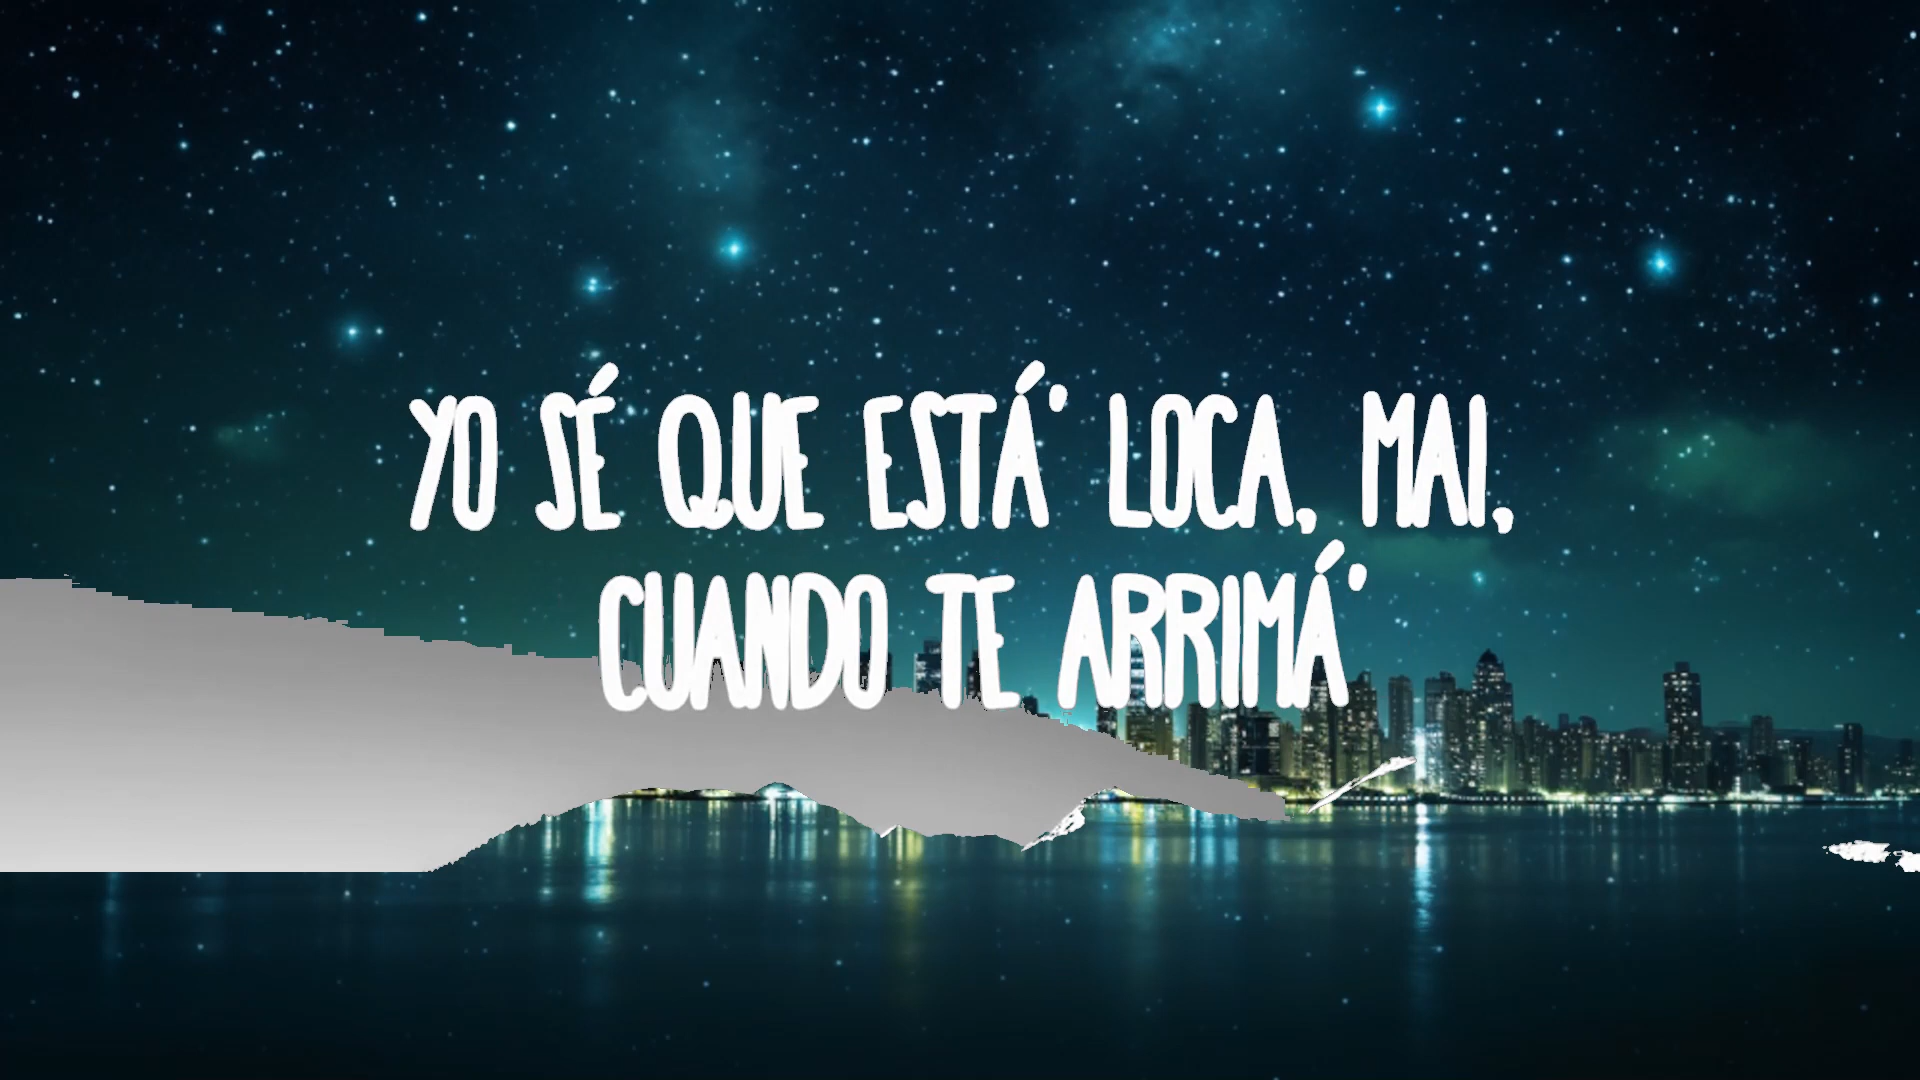 YO SÉ QUE ESTÁ' LOCA, MAI,
CUANDO TE ARRIMÁ'